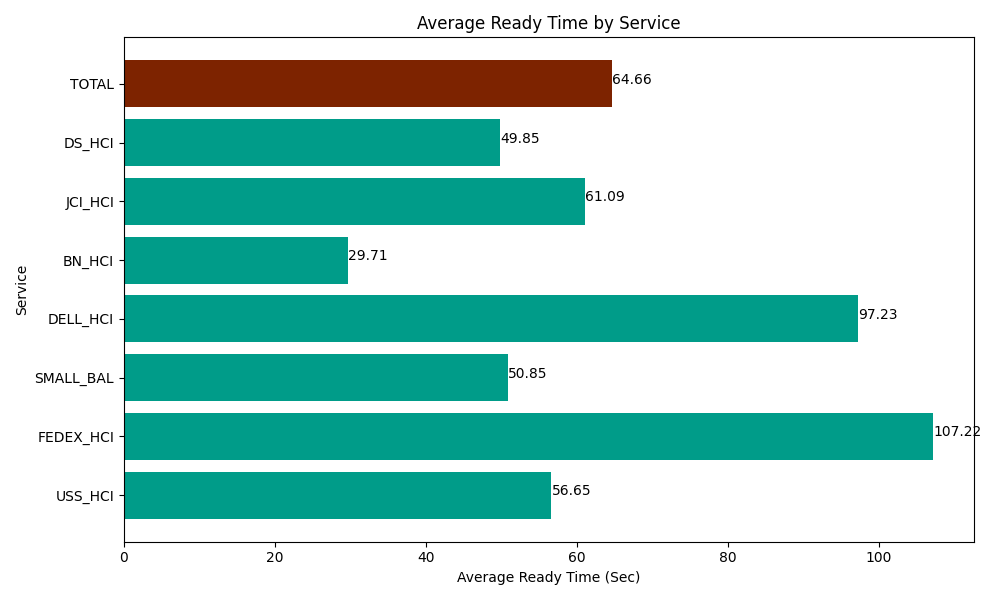 Average Ready Time by Service
Service
TOTAL 64.66
DS_HCI 49.85
JCI_HCI 61.09
BN_HCI 29.71
DELL_HCI 97.23
SMALL_BAL 50.85
FEDEX_HCI 107.22
USS_HCI 56.65
0 20 40 60 80 100
Average Ready Time (Sec)